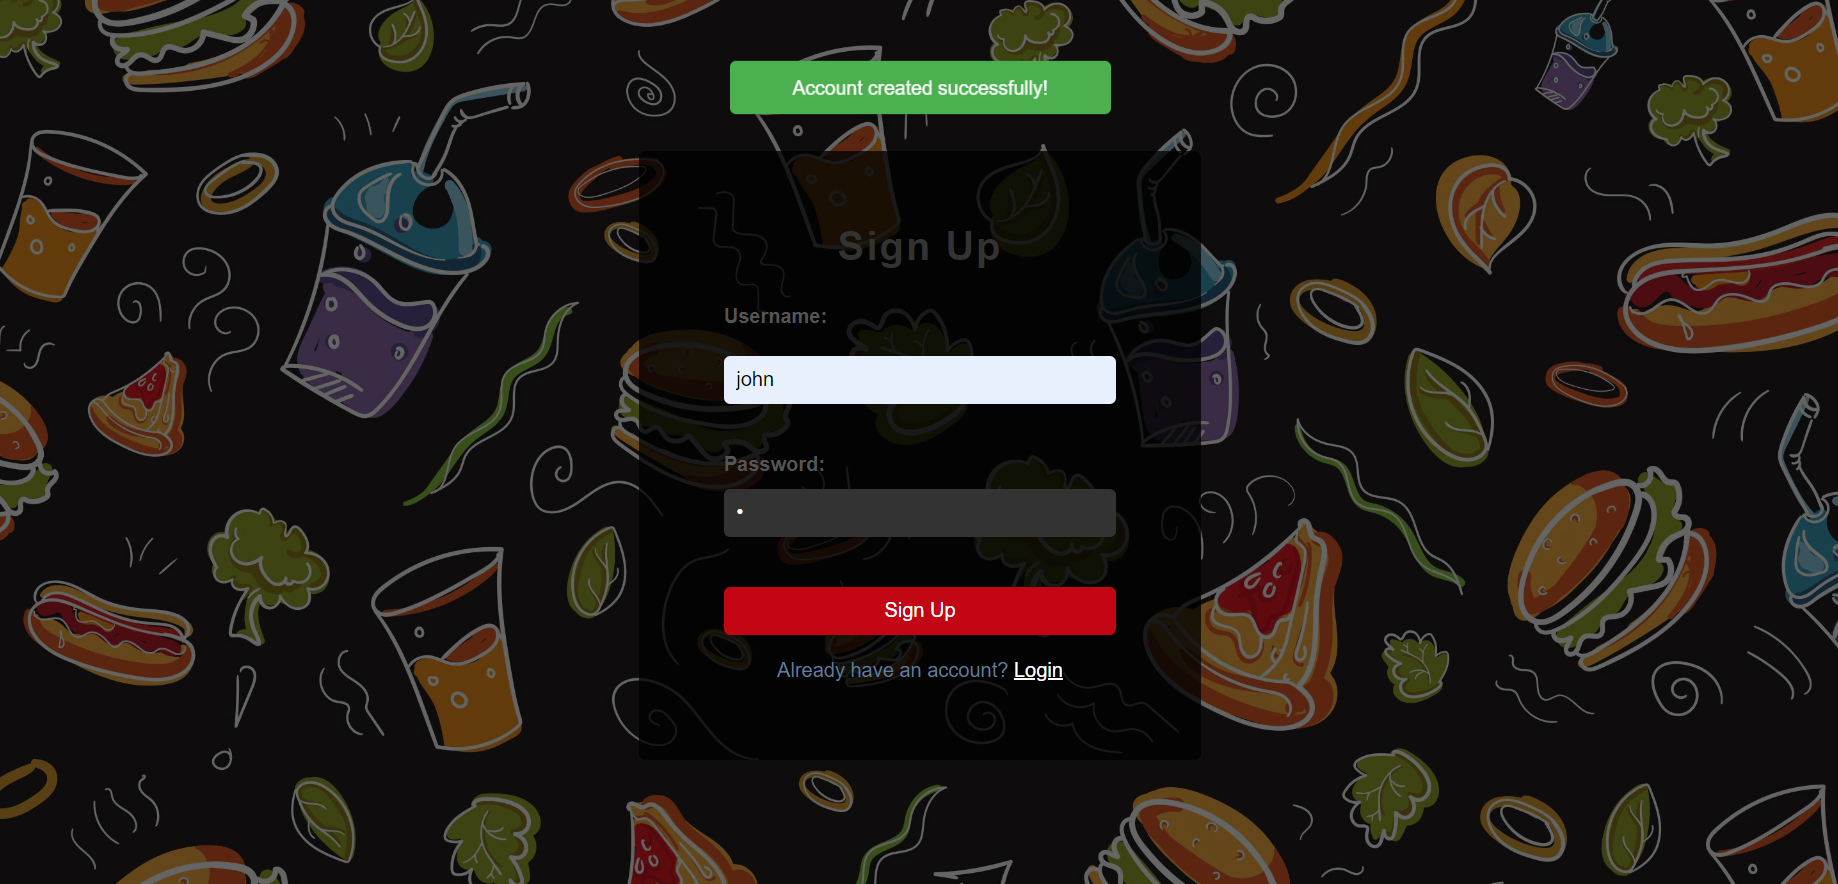 Account created successfully!
Sign Up
Username:
john
Password:
•
Sign Up
Already have an account? Login